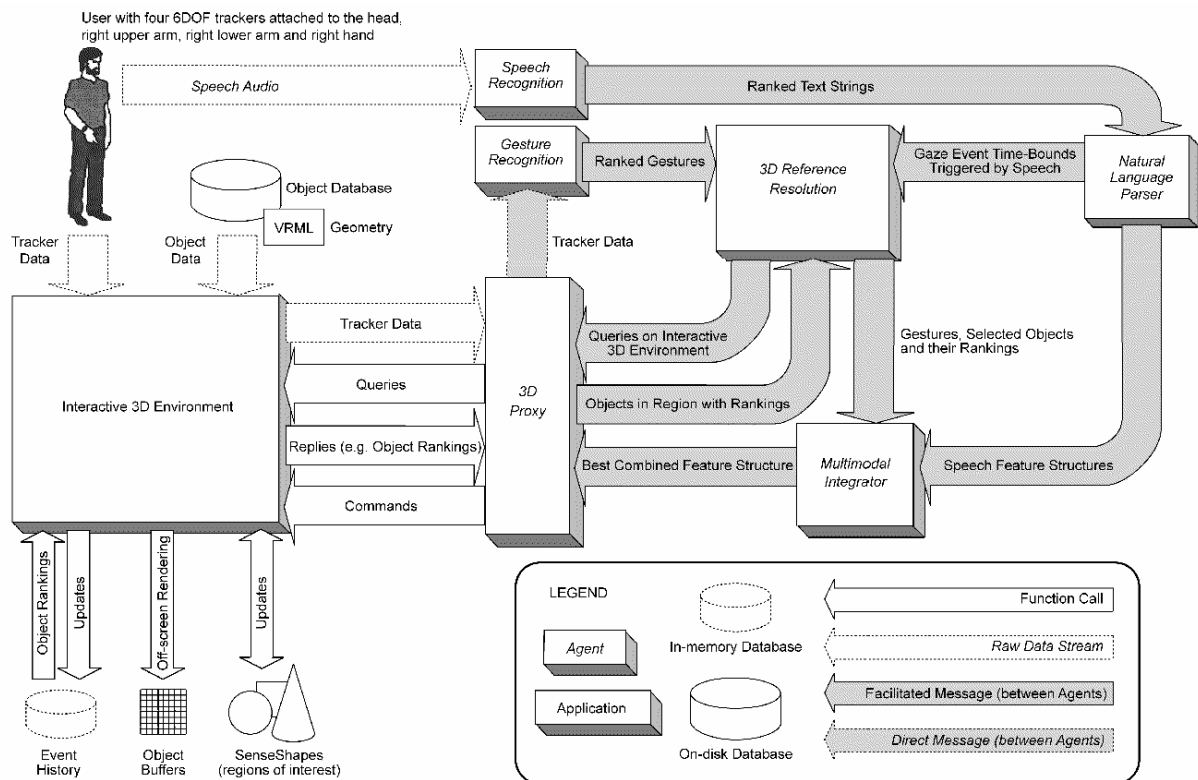 User with four 6DOF trackers attached to the head,
right upper arm, right lower arm and right hand
Speech Audio
Speech
Recognition
Ranked Text Strings
Gesture
Recognition
Ranked Gestures
3D Reference
Resolution
Gaze Event Time-Bounds
Triggered by Speech
Natural
Language
Parser
Object Database
VRML
Geometry
Tracker
Data
Object
Data
Tracker Data
Tracker Data
Queries on Interactive
3D Environment
Gestures, Selected Objects
and their Rankings
Queries
Interactive 3D Environment
3D
Proxy
Objects in Region with Rankings
Replies (e.g. Object Rankings)
Best Combined Feature Structure
Multimodal
Integrator
Speech Feature Structures
Commands
Object Rankings
Updates
Off-screen Rendering
Updates
Event
History
Object
Buffers
SenseShapes
(regions of interest)
LEGEND
Agent
Application
In-memory Database
On-disk Database
Function Call
Raw Data Stream
Facilitated Message (between Agents)
Direct Message (between Agents)